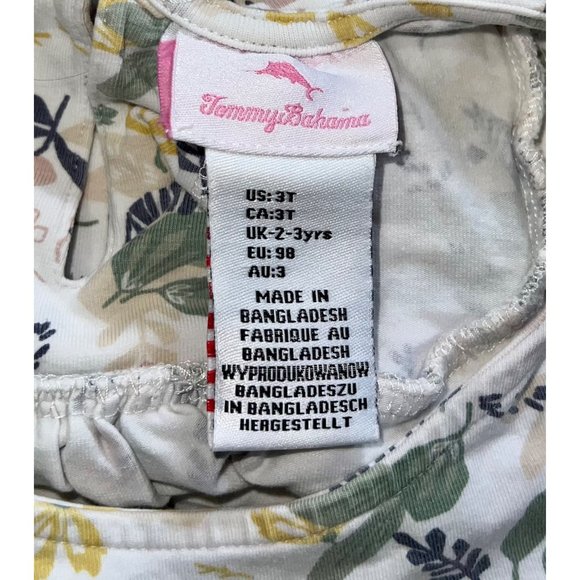 Tommy Bahama
US: 3T
CA: 3T
UK-2-3yrs
EU: 98
AU: 3
MADE IN
BANGLADESH
FABRIQUE AU
BANGLADESH
WYPRODUKOWANOW
BANGLADESZU
IN BANGLADESCH
HERGESTELLT